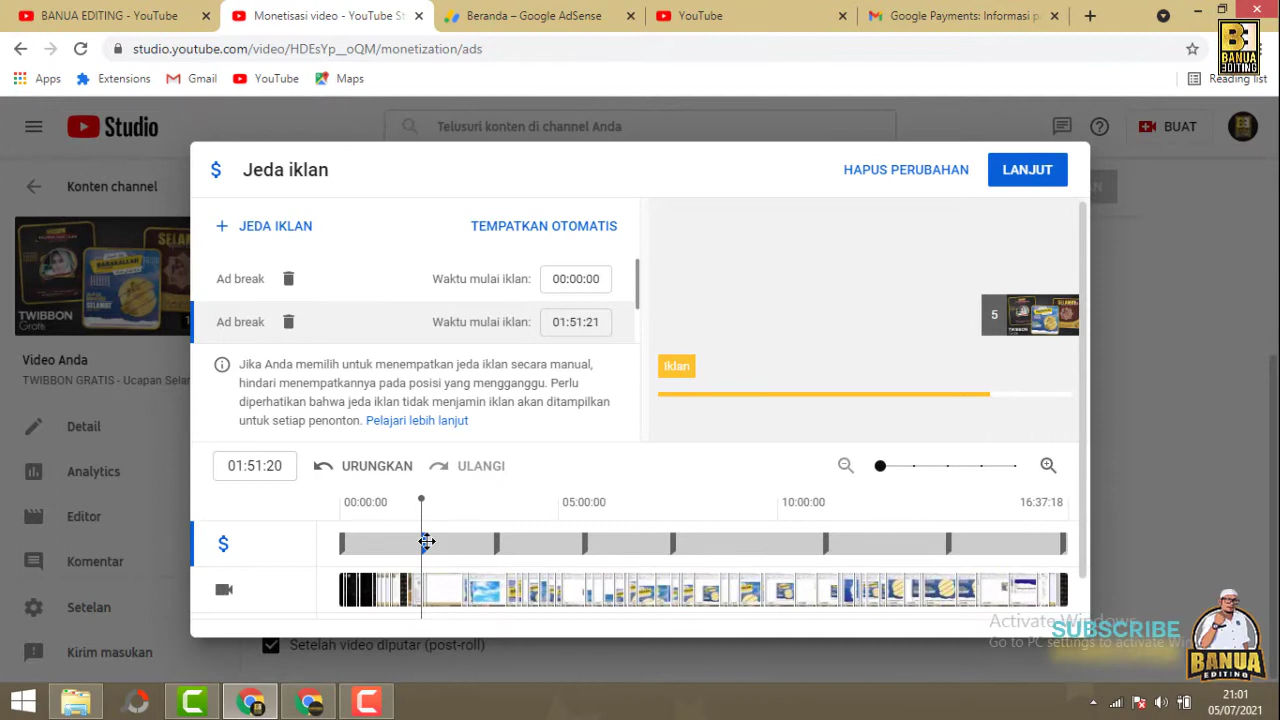 BANUA EDITING - YouTube
Monetisasi video - YouTube St
Beranda – Google AdSense
YouTube
Google Payments: Informasi p
studio.youtube.com/video/HDEsYp__oQM/monetization/ads
Apps
Extensions
Gmail
YouTube
Maps
Reading list
BANUA
EDITING
Studio
Telusuri konten di channel Anda
BUAT
Konten channel
Jeda iklan
HAPUS PERUBAHAN
LANJUT
JEDA IKLAN
TEMPATKAN OTOMATIS
Ad break
Waktu mulai iklan:
00:00:00
Ad break
Waktu mulai iklan:
01:51:21
Jika Anda memilih untuk menempatkan jeda iklan secara manual,
hindari menempatkannya pada posisi yang mengganggu. Perlu
diperhatikan bahwa jeda iklan tidak menjamin iklan akan ditampilkan
untuk setiap penonton. Pelajari lebih lanjut
5
TWIBBON
Iklan
TWIBBON
Gratis
BARAKALLAH
SELAMAT
SELAM
Video Anda
TWIBBON GRATIS - Ucapan Selar
Detail
Analytics
Editor
Komentar
Setelan
Kirim masukan
01:51:20
URUNGKAN
ULANGI
00:00:00
05:00:00
10:00:00
16:37:18
Setelah video diputar (post-roll)
Activate Windows
Go to PC settings to activate Win
SUBSCRIBE
BANUA
EDITING
21:01
05/07/2021